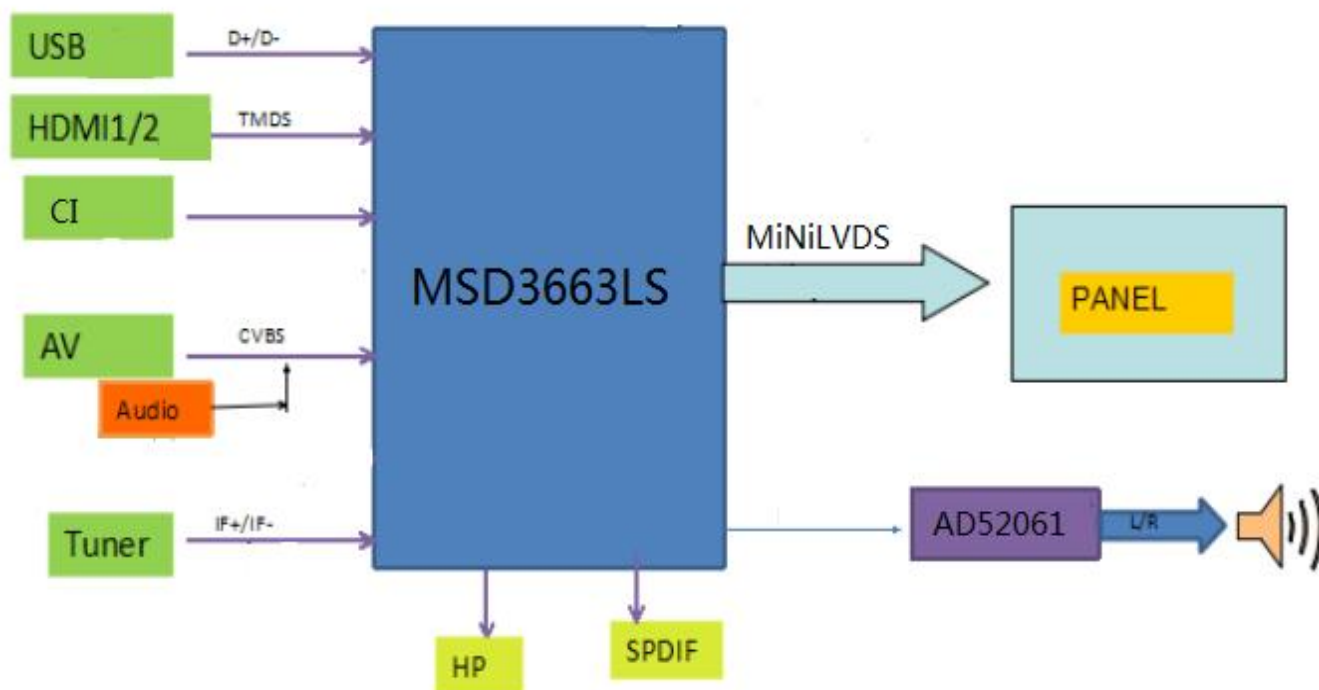 USB
D+/D-
HDMI1/2
TMDS
CI
MSD3663LS
MiNiLVDS
PANEL
AV
CVBS
Audio
Tuner
IF+/IF-
AD52061
L/R
HP
SPDIF